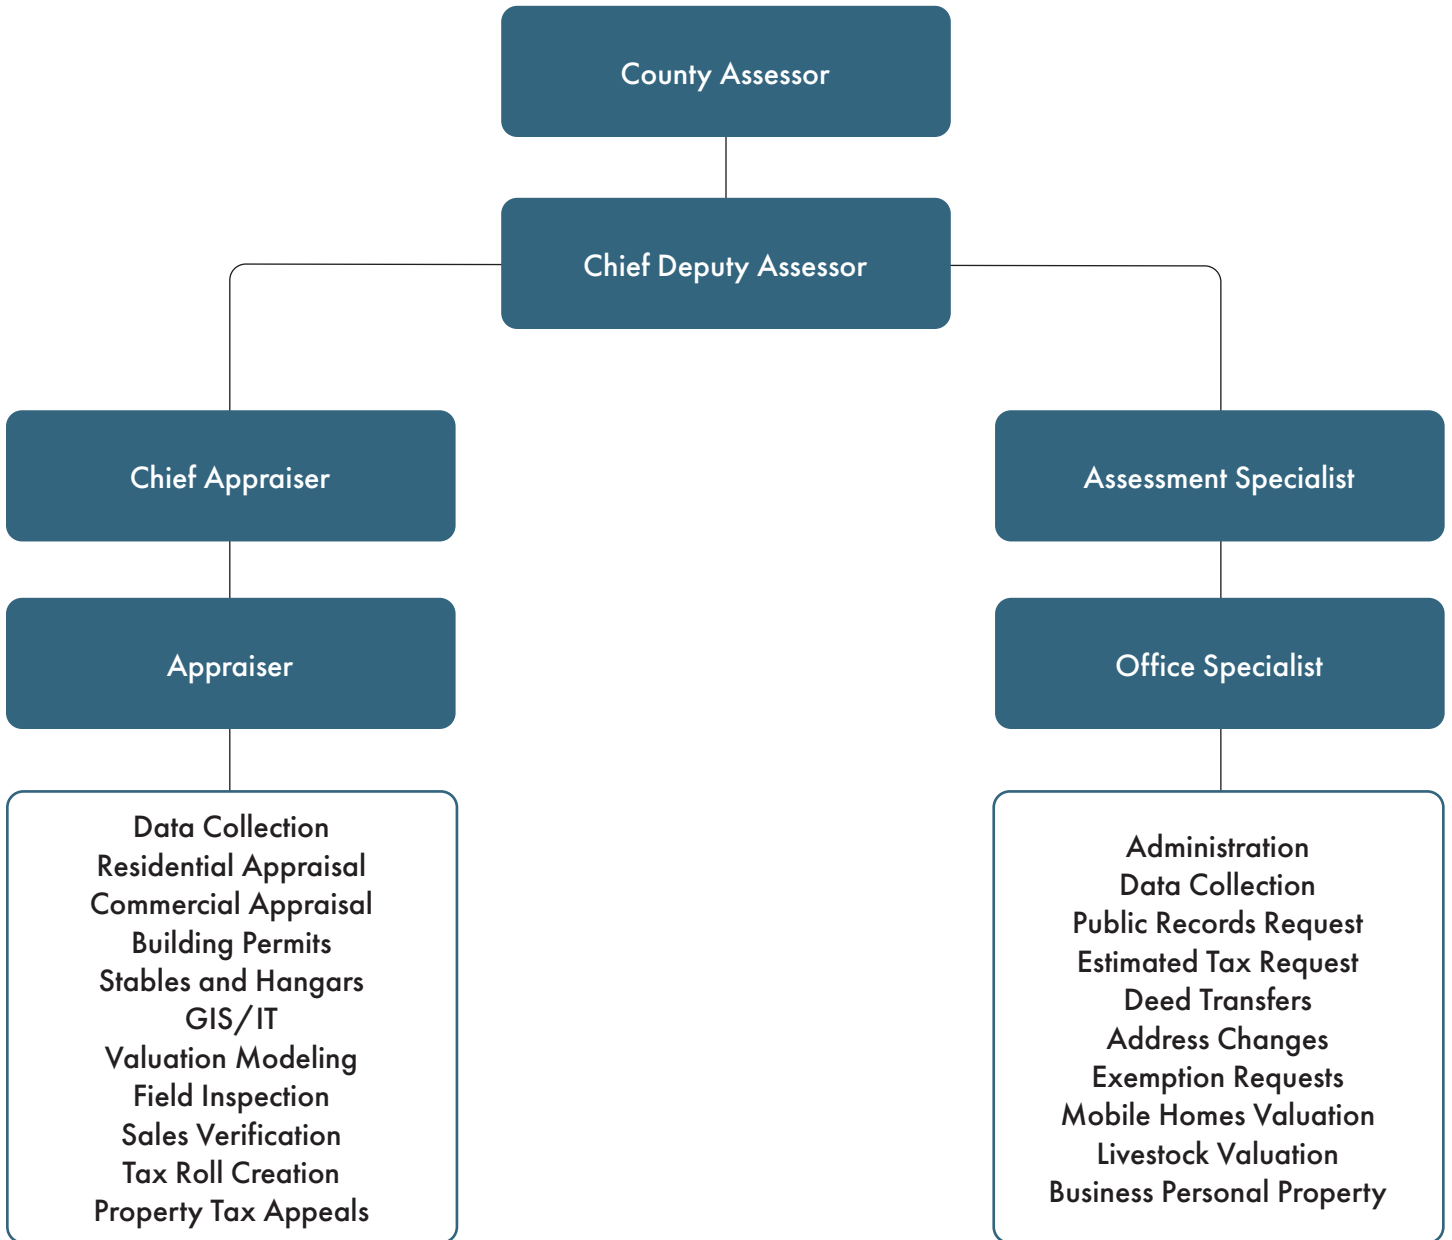 County Assessor
Chief Deputy Assessor
Chief Appraiser
Assessment Specialist
Appraiser
Office Specialist
Data Collection
Residential Appraisal
Commercial Appraisal
Building Permits
Stables and Hangars
GIS/IT
Valuation Modeling
Field Inspection
Sales Verification
Tax Roll Creation
Property Tax Appeals
Administration
Data Collection
Public Records Request
Estimated Tax Request
Deed Transfers
Address Changes
Exemption Requests
Mobile Homes Valuation
Livestock Valuation
Business Personal Property